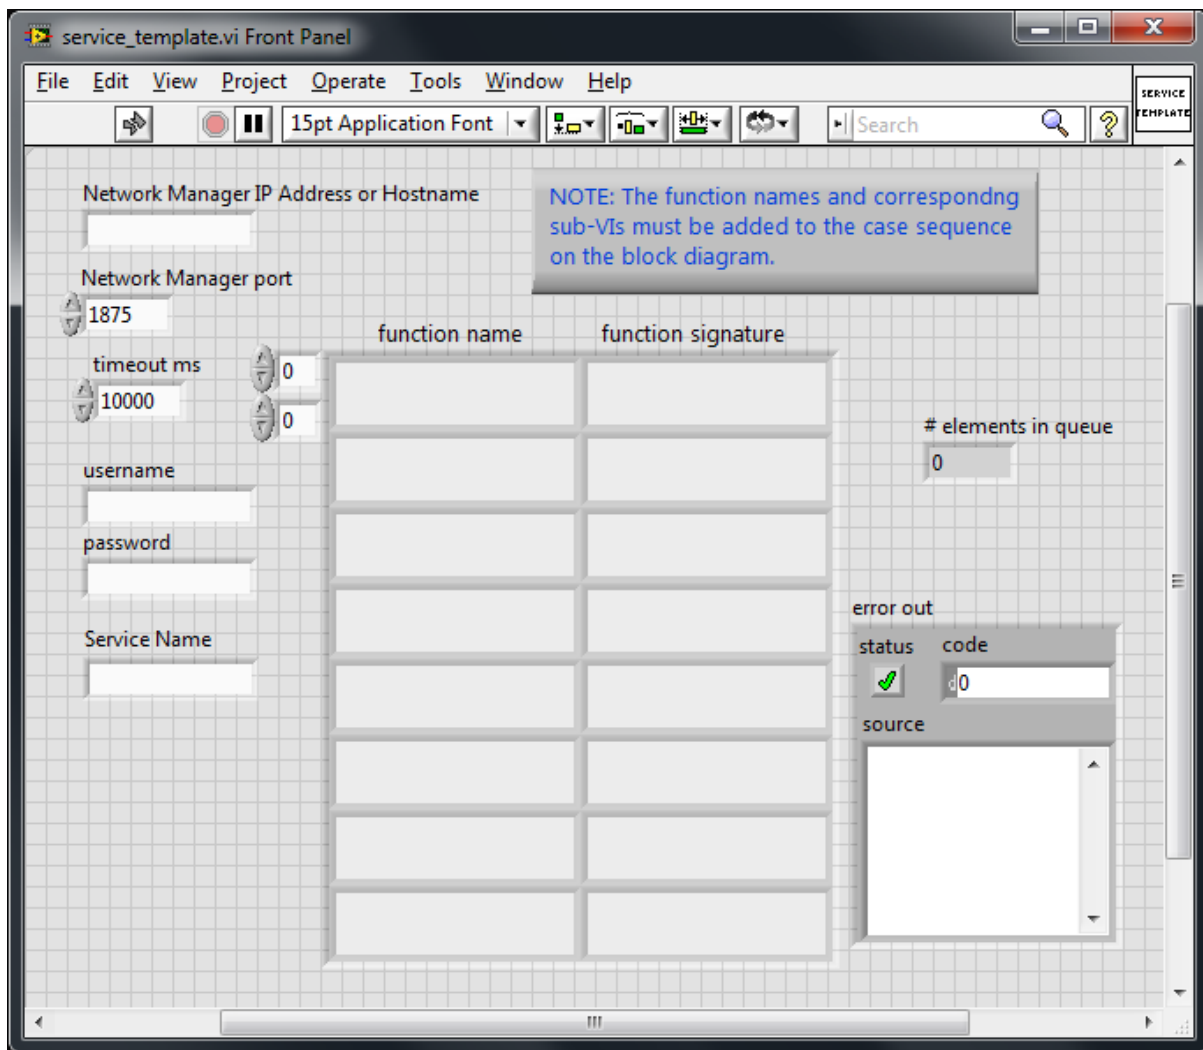 service_template.vi Front Panel
File Edit View Project Operate Tools Window Help
SERVICE
TEMPLATE
15pt Application Font
Search
?
Network Manager IP Address or Hostname
NOTE: The function names and correspondng
sub-VIs must be added to the case sequence
on the block diagram.
Network Manager port
1875
function name function signature
timeout ms
0
10000
0
# elements in queue
0
username
password
error out
Service Name
status code
d0
source